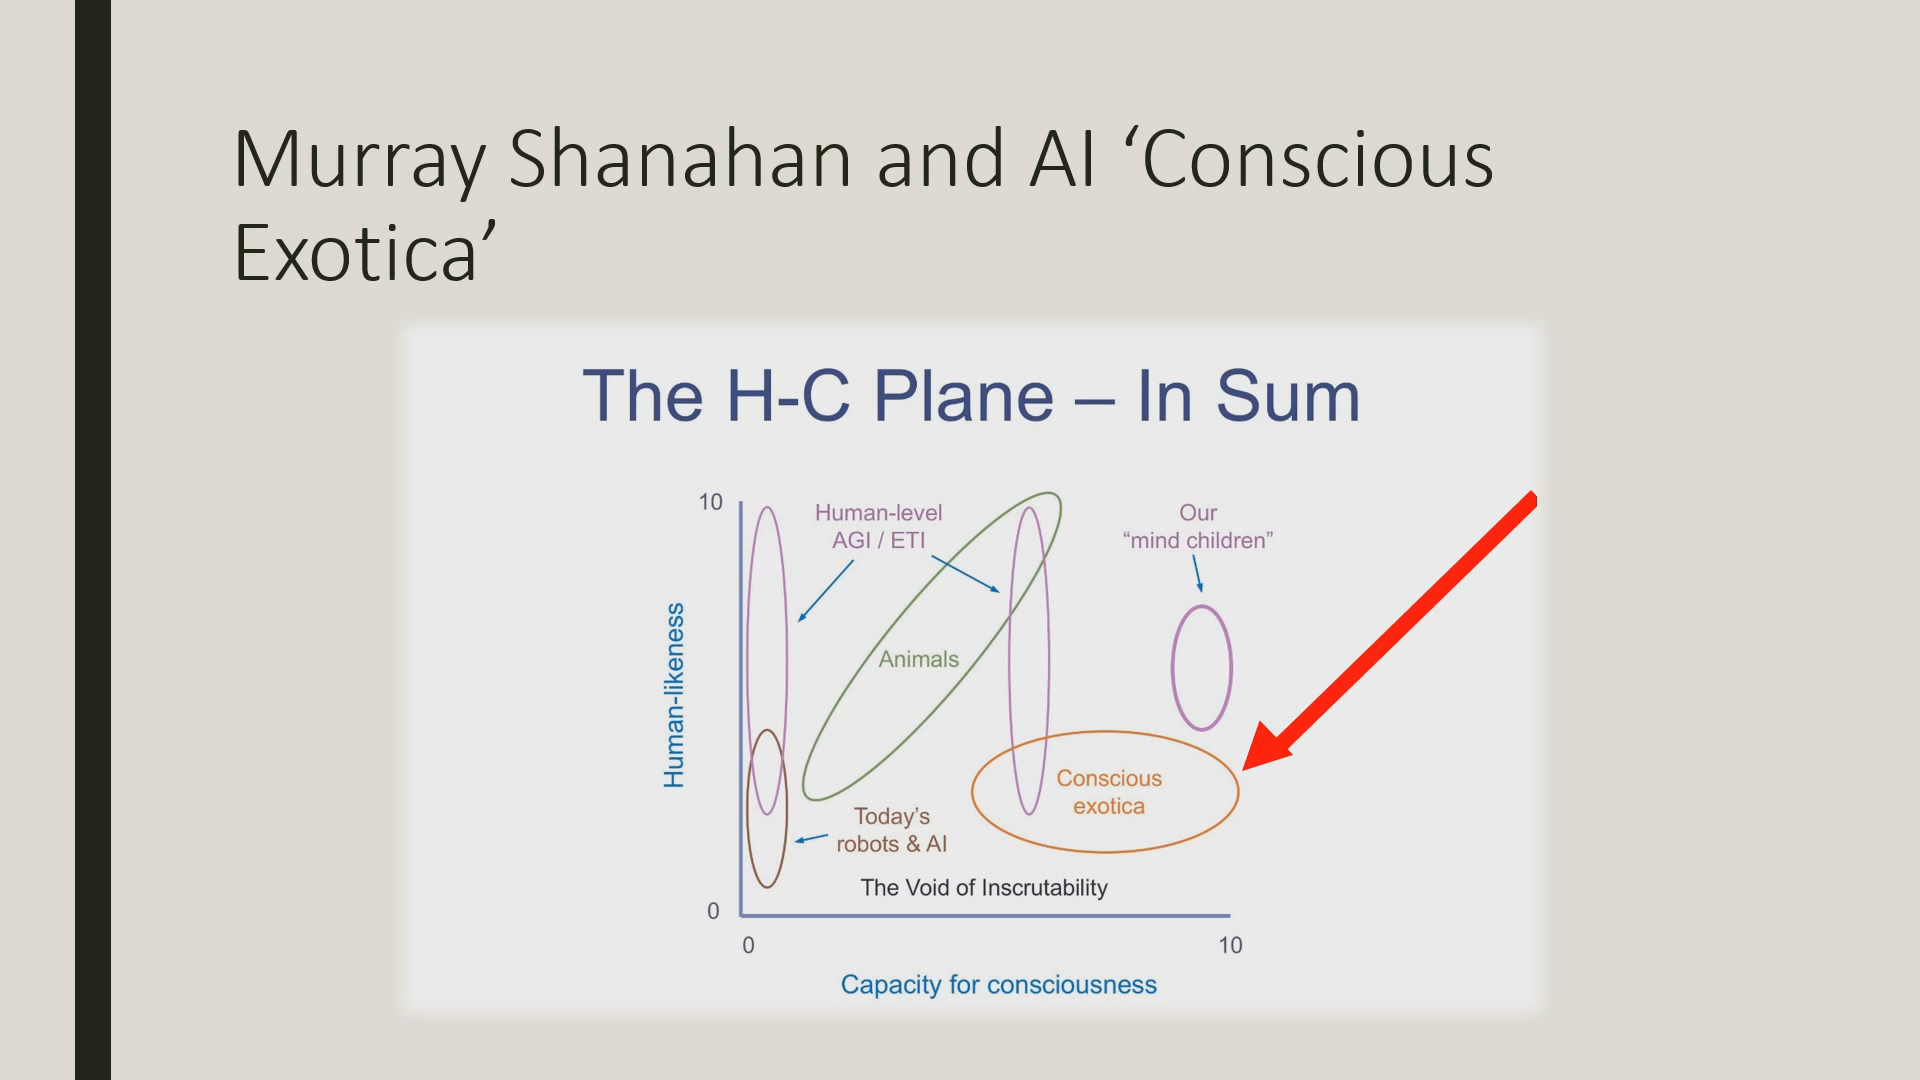 Murray Shanahan and AI ‘Conscious
Exotica’
The H-C Plane – In Sum
10
Human-level
AGI / ETI
Our
“mind children”
Human-likeness
Animals
Conscious
exotica
Today’s
robots & AI
The Void of Inscrutability
0
0
10
Capacity for consciousness